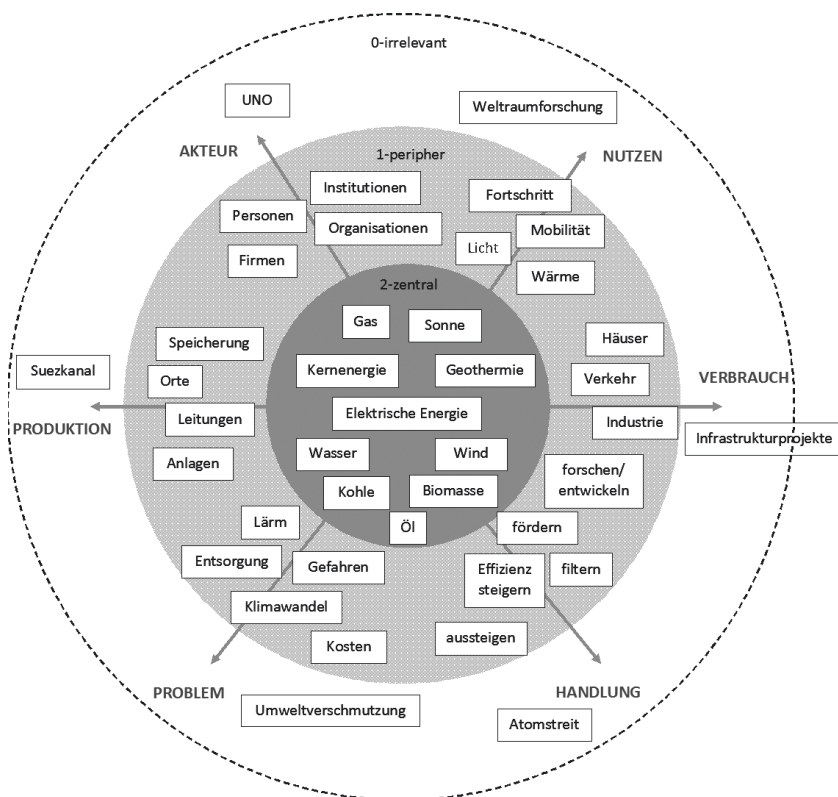 0-irrelevant
UNO
Weltraumforschung
AKTEUR
1-peripher
NUTZEN
Institutionen
Fortschritt
Personen
Organisationen
Mobilität
Licht
Firmen
Wärme
2-zentral
Gas
Sonne
Speicherung
Häuser
Suezkanal
Orte
Kernenergie
Geothermie
Verkehr
VERBRAUCH
PRODUKTION
Leitungen
Elektrische Energie
Industrie
Infrastrukturprojekte
Anlagen
Wasser
Wind
forschen/
entwickeln
Kohle
Biomasse
Lärm
Öl
fördern
Entsorgung
Gefahren
Effizienz
steigern
filtern
Klimawandel
Kosten
aussteigen
PROBLEM
HANDLUNG
Umweltverschmutzung
Atomstreit